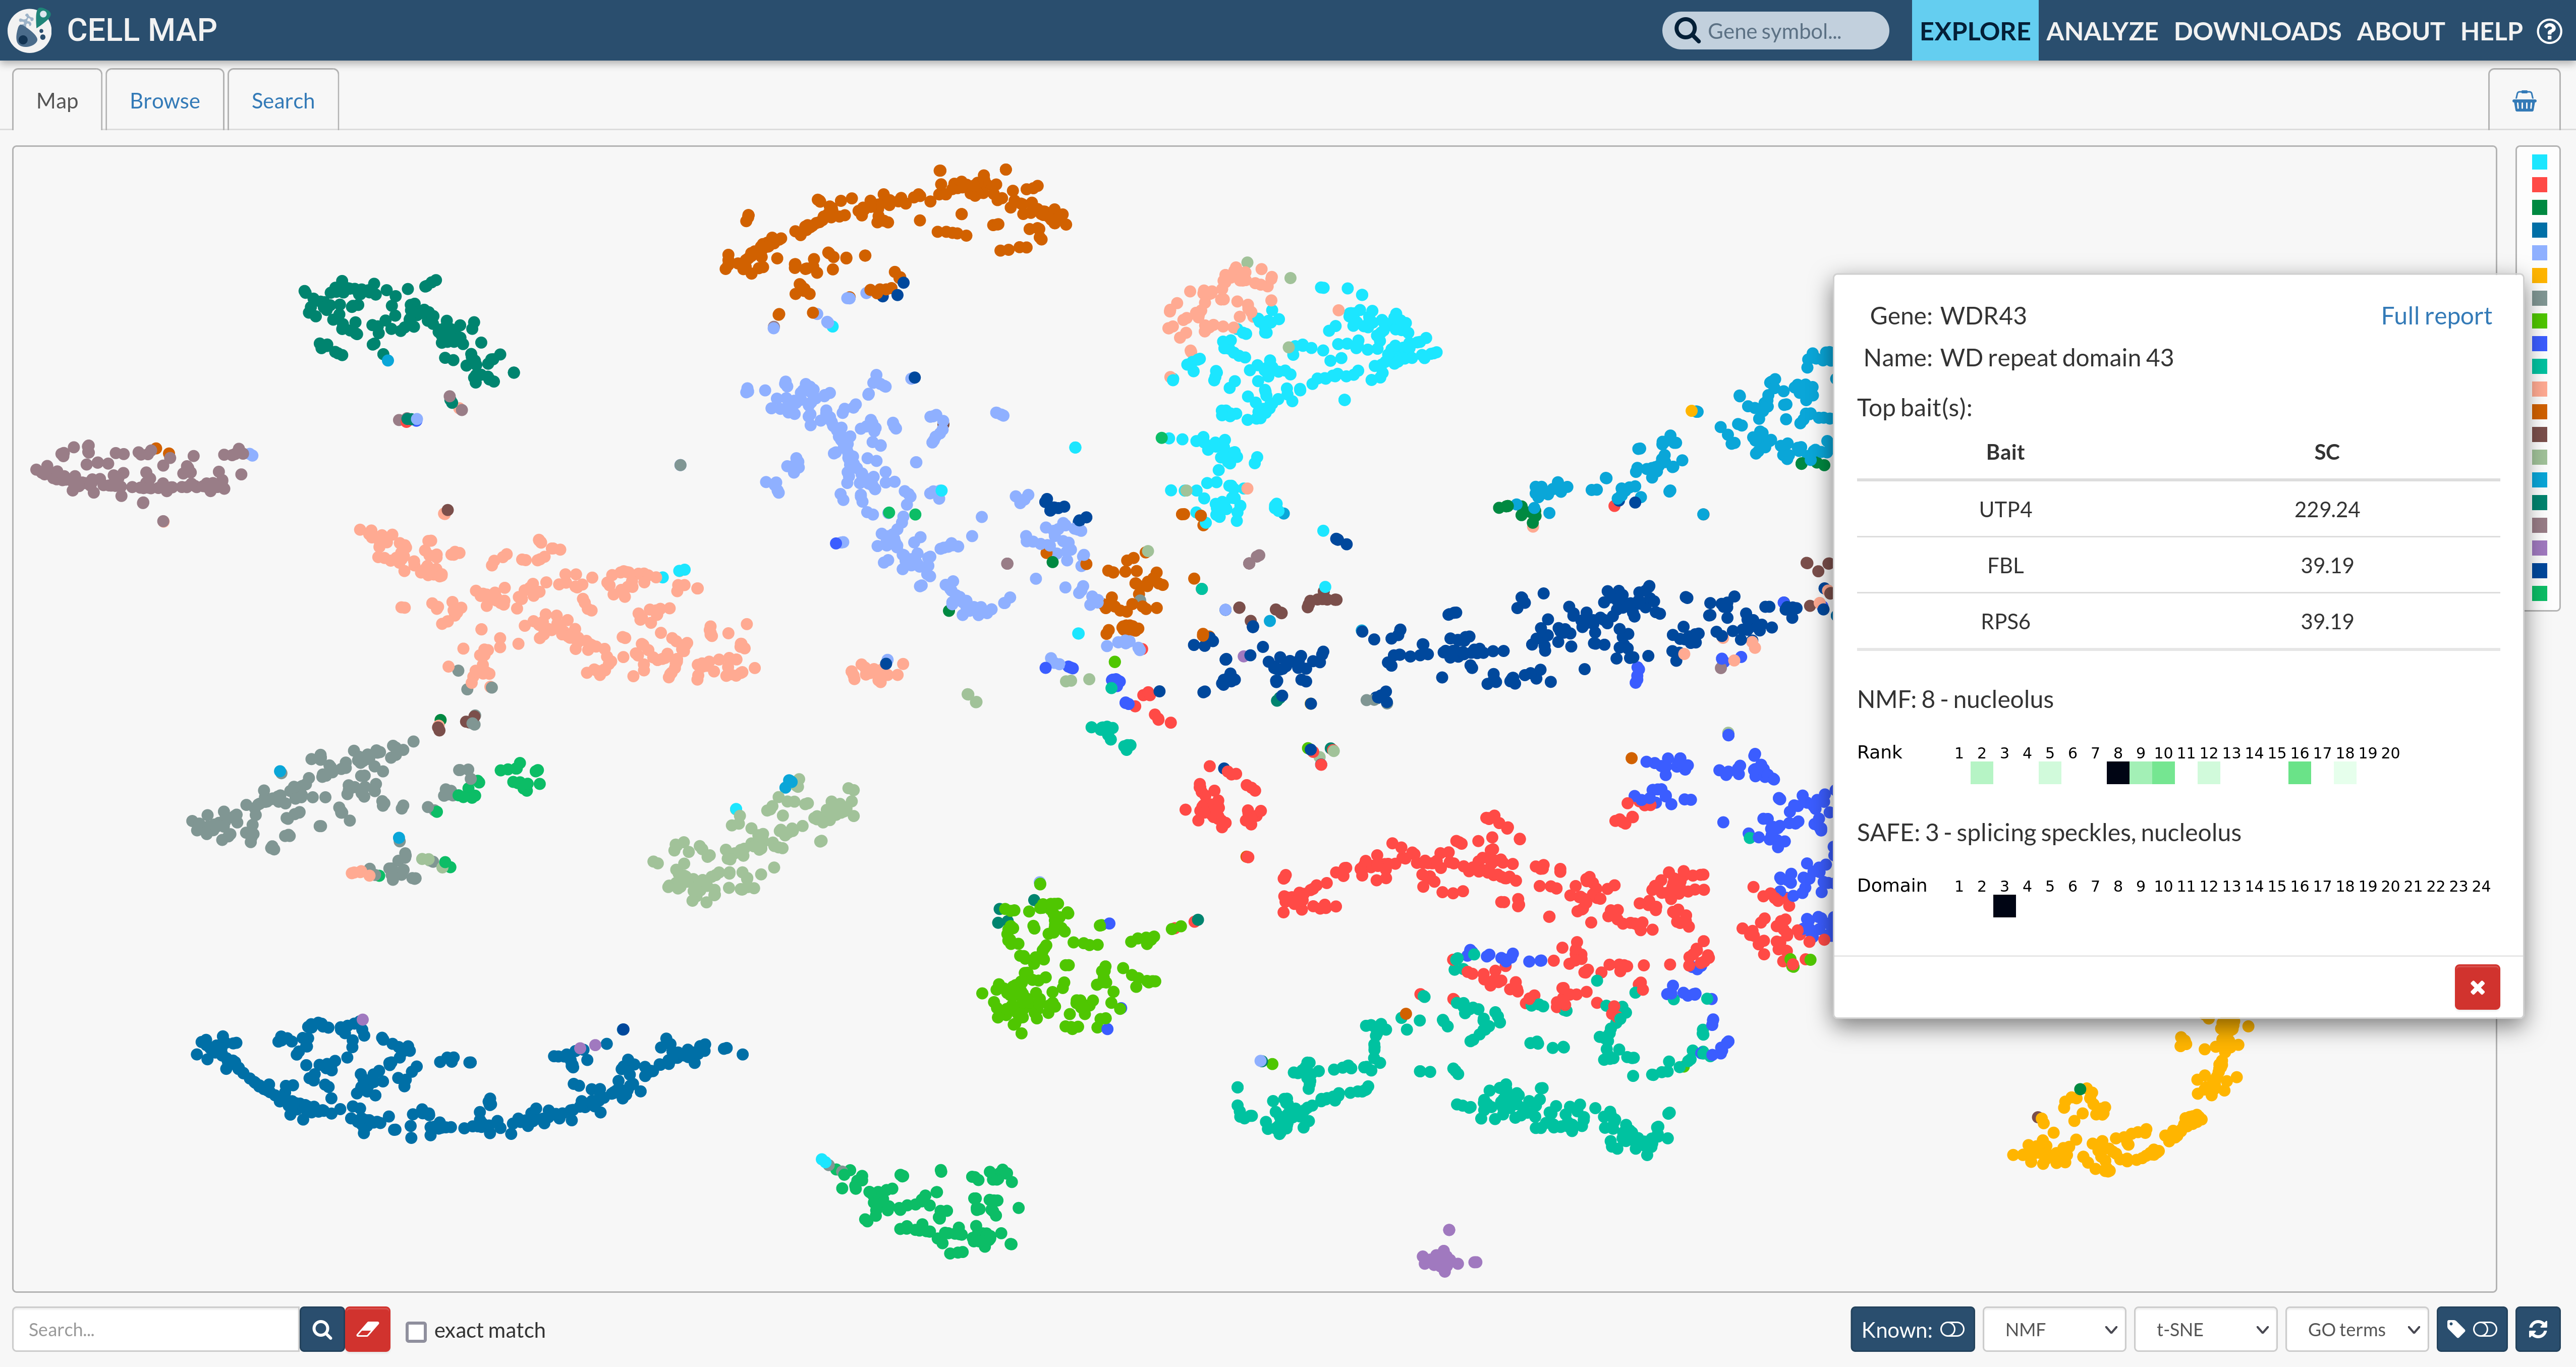 CELL MAP
Gene symbol...
EXPLORE ANALYZE DOWNLOADS ABOUT HELP ?
Map Browse Search
Gene: WDR43 Full report
Name: WD repeat domain 43
Top bait(s):
Bait SC
UTP4 229.24
FBL 39.19
RPS6 39.19
NMF: 8 - nucleolus
Rank 1 2 3 4 5 6 7 8 9 10 11 12 13 14 15 16 17 18 19 20
SAFE: 3 - splicing speckles, nucleolus
Domain 1 2 3 4 5 6 7 8 9 10 11 12 13 14 15 16 17 18 19 20 21 22 23 24
Search... exact match Known: NMF t-SNE GO terms